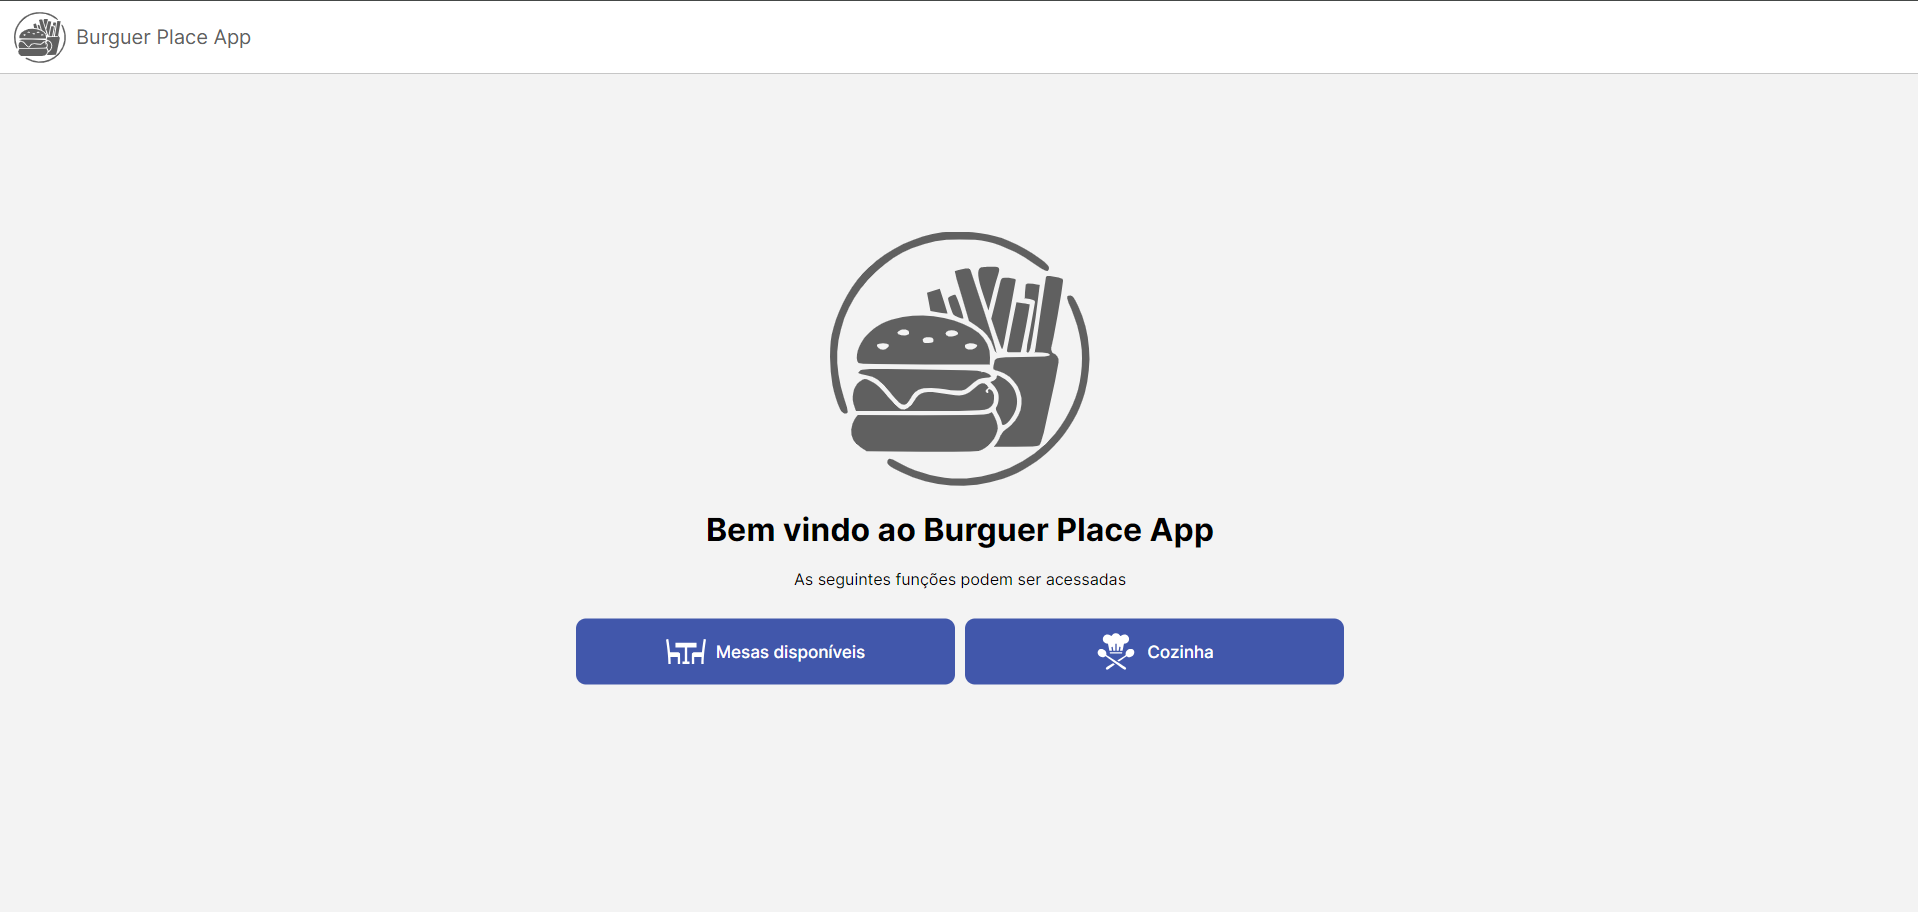 Burguer Place App
Bem vindo ao Burguer Place App
As seguintes funções podem ser acessadas
Mesas disponíveis
Cozinha